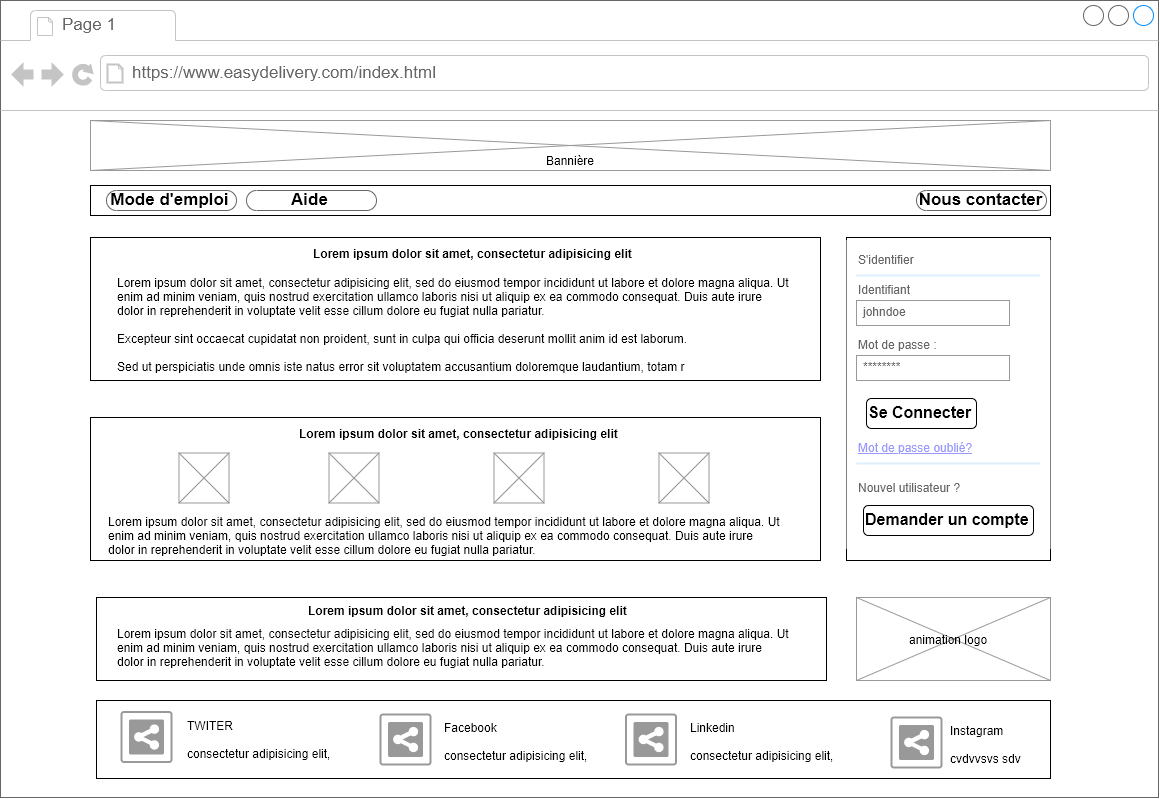 Page 1
https://www.easydelivery.com/index.html
Bannière
Mode d'emploi
Aide
Nous contacter
Lorem ipsum dolor sit amet, consectetur adipisicing elit
Lorem ipsum dolor sit amet, consectetur adipisicing elit, sed do eiusmod tempor incididunt ut labore et dolore magna aliqua. Ut
enim ad minim veniam, quis nostrud exercitation ullamco laboris nisi ut aliquip ex ea commodo consequat. Duis aute irure
dolor in reprehenderit in voluptate velit esse cillum dolore eu fugiat nulla pariatur.
Excepteur sint occaecat cupidatat non proident, sunt in culpa qui officia deserunt mollit anim id est laborum.
Sed ut perspiciatis unde omnis iste natus error sit voluptatem accusantium doloremque laudantium, totam r
S'identifier
Identifiant
johndoe
Mot de passe :
********
Se Connecter
Mot de passe oublié?
Nouvel utilisateur ?
Demander un compte
Lorem ipsum dolor sit amet, consectetur adipisicing elit
Lorem ipsum dolor sit amet, consectetur adipisicing elit, sed do eiusmod tempor incididunt ut labore et dolore magna aliqua. Ut
enim ad minim veniam, quis nostrud exercitation ullamco laboris nisi ut aliquip ex ea commodo consequat. Duis aute irure
dolor in reprehenderit in voluptate velit esse cillum dolore eu fugiat nulla pariatur.
Lorem ipsum dolor sit amet, consectetur adipisicing elit
Lorem ipsum dolor sit amet, consectetur adipisicing elit, sed do eiusmod tempor incididunt ut labore et dolore magna aliqua. Ut
enim ad minim veniam, quis nostrud exercitation ullamco laboris nisi ut aliquip ex ea commodo consequat. Duis aute irure
dolor in reprehenderit in voluptate velit esse cillum dolore eu fugiat nulla pariatur.
animation logo
TWITER
consectetur adipisicing elit,
Facebook
consectetur adipisicing elit,
Linkedin
consectetur adipisicing elit,
Instagram
cvdvvsvs sdv